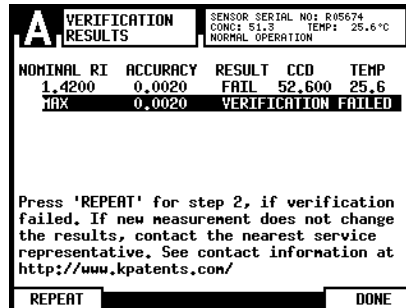 A VERIFICATION RESULTS
SENSOR SERIAL NO: R05674
CONC: 51.3 TEMP: 25.6°C
NORMAL OPERATION
NOMINAL RI ACCURACY RESULT CCD TEMP
1.4200 0.0020 FAIL 52.600 25.6
MAX 0.0020 VERIFICATION FAILED
Press 'REPEAT' for step 2, if verification
failed. If new measurement does not change
the results, contact the nearest service
representative. See contact information at
http://www.kpatents.com/
REPEAT DONE